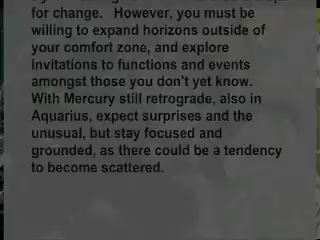 for change. However, you must be
willing to expand horizons outside of
your comfort zone, and explore
invitations to functions and events
amongst those you don't yet know.
With Mercury still retrograde, also in
Aquarius, expect surprises and the
unusual, but stay focused and
grounded, as there could be a tendency
to become scattered.